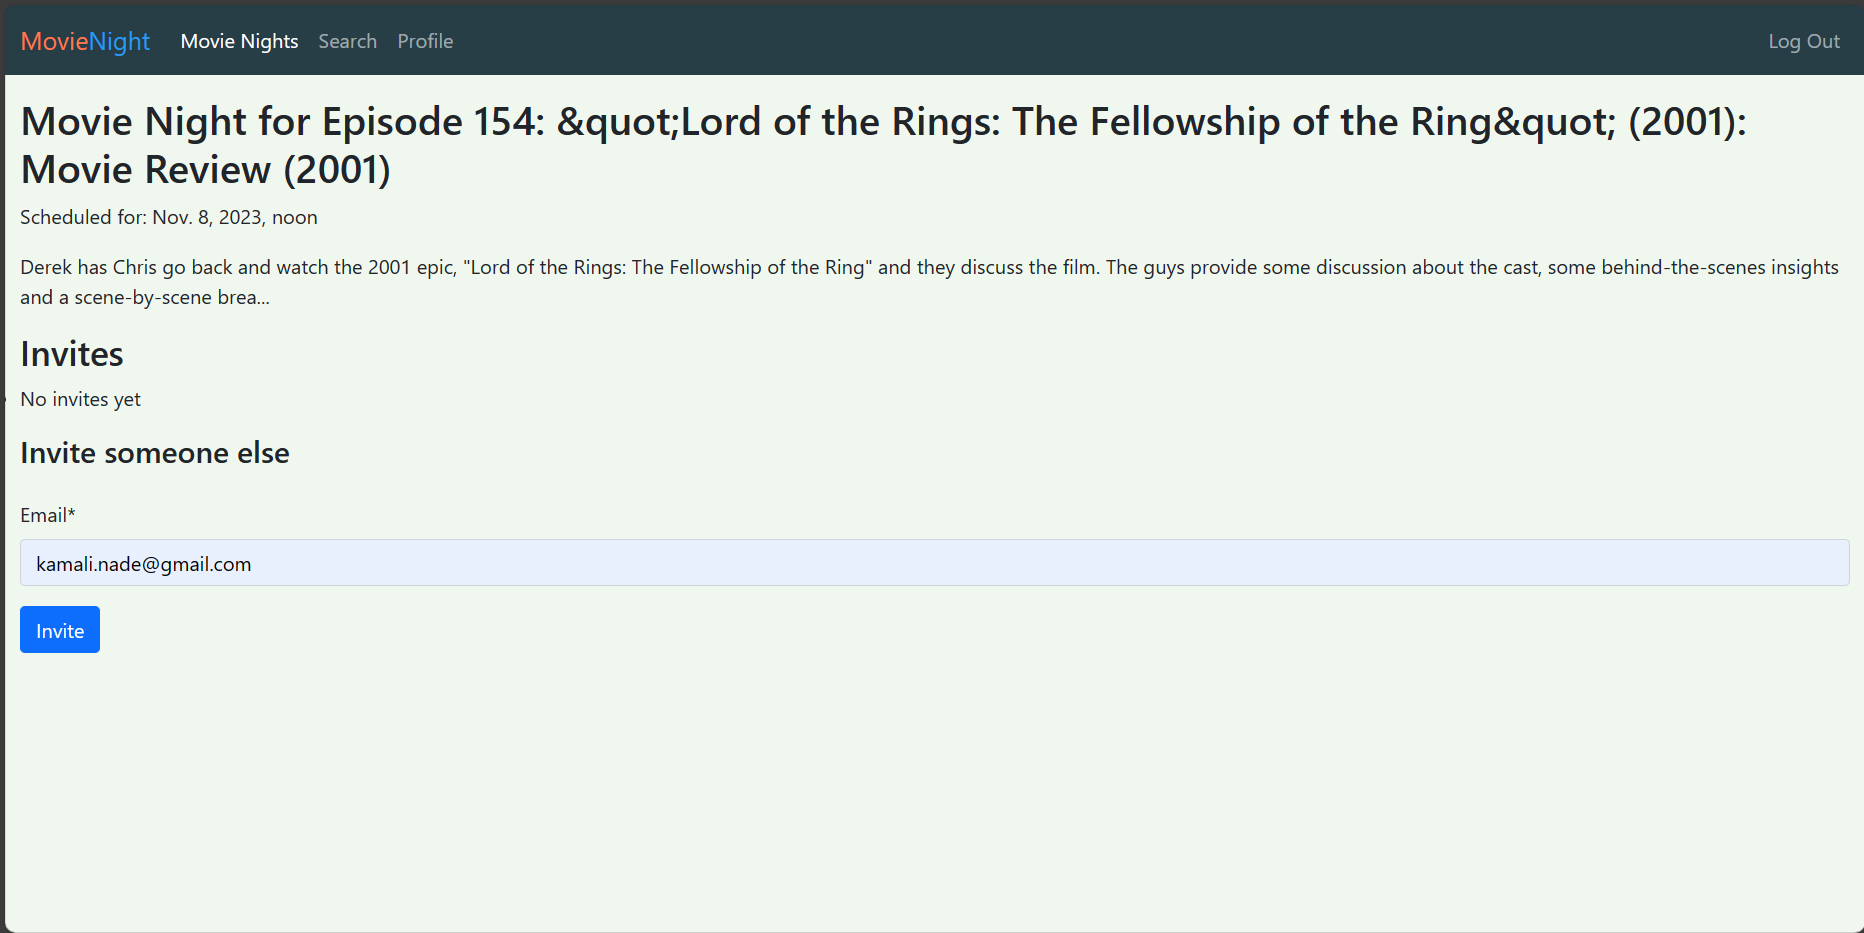 MovieNight Movie Nights Search Profile Log Out
Movie Night for Episode 154: &quot;Lord of the Rings: The Fellowship of the Ring&quot; (2001):
Movie Review (2001)
Scheduled for: Nov. 8, 2023, noon
Derek has Chris go back and watch the 2001 epic, "Lord of the Rings: The Fellowship of the Ring" and they discuss the film. The guys provide some discussion about the cast, some behind-the-scenes insights
and a scene-by-scene brea...
Invites
No invites yet
Invite someone else
Email*
kamali.nade@gmail.com
Invite